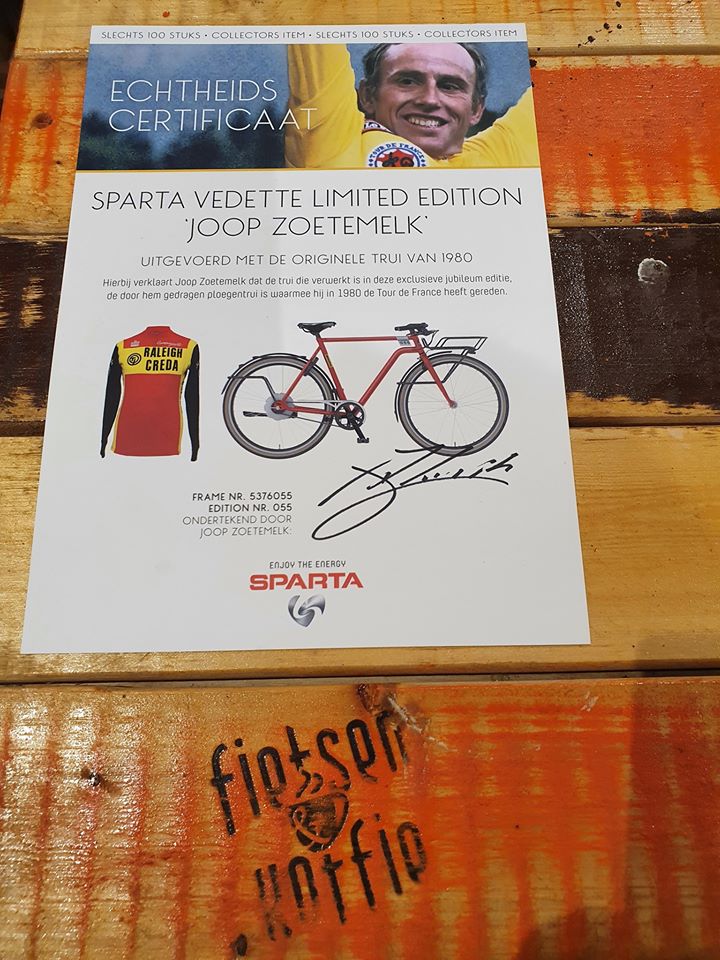 SLECHTS 100 STUKS • COLLECTORS ITEM • SLECHTS 100 STUKS • COLLECTORS ITEM
ECHTHEIDS
CERTIFICAAT
TOUR DE FRANCE
SPARTA VEDETTE LIMITED EDITION
'JOOP ZOETEMELK'
UITGEVOERD MET DE ORIGINELE TRUI VAN 1980
Hierbij verklaart Joop Zoetemelk dat de trui die verwerkt is in deze exclusieve jubileum editie,
de door hem gedragen ploegentrui is waarmee hij in 1980 de Tour de France heeft gereden.
RALEIGH
CREDA
FRAME NR. 5376055
EDITION NR. 055
ONDERTEKEND DOOR
JOOP ZOETEMELK:
ENJOY THE ENERGY
SPARTA
fietsen
.koffie